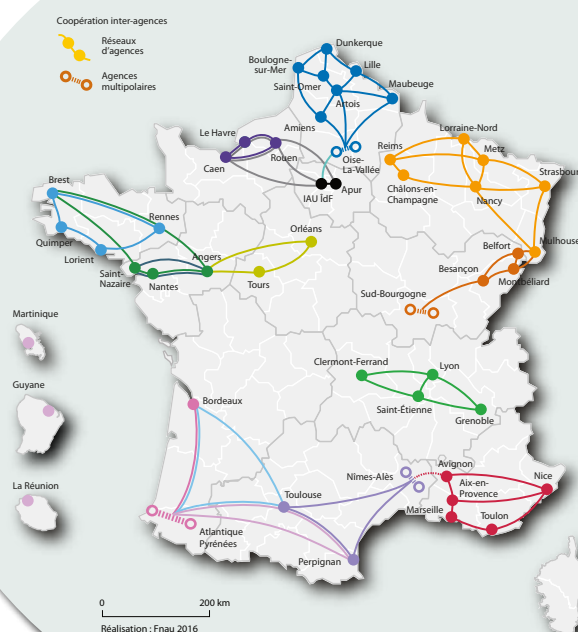 Coopération inter-agences
Réseaux
d'agences
Agences
multipolaires
Dunkerque
Boulogne-
sur-Mer
Lille
Saint-Omer
Maubeuge
Artois
Le Havre
Amiens
Lorraine-Nord
Rouen
Oise-
La-Vallée
Reims
Metz
Caen
Strasbour
Brest
IAU îdF
Apur
Châlons-en-
Champagne
Nancy
Rennes
Orléans
Quimper
Lorient
Angers
Belfort
Mulhouse
Saint-
Nazaire
Nantes
Tours
Besançon
Montbéliard
Sud-Bourgogne
Martinique
Clermont-Ferrand
Lyon
Guyane
Bordeaux
Saint-Étienne
Grenoble
La Réunion
Nîmes-Alès
Avignon
Nice
Aix-en-
Provence
Toulouse
Marseille
Toulon
Atlantique
Pyrénées
Perpignan
0
200 km
Réalisation : Fnau 2016